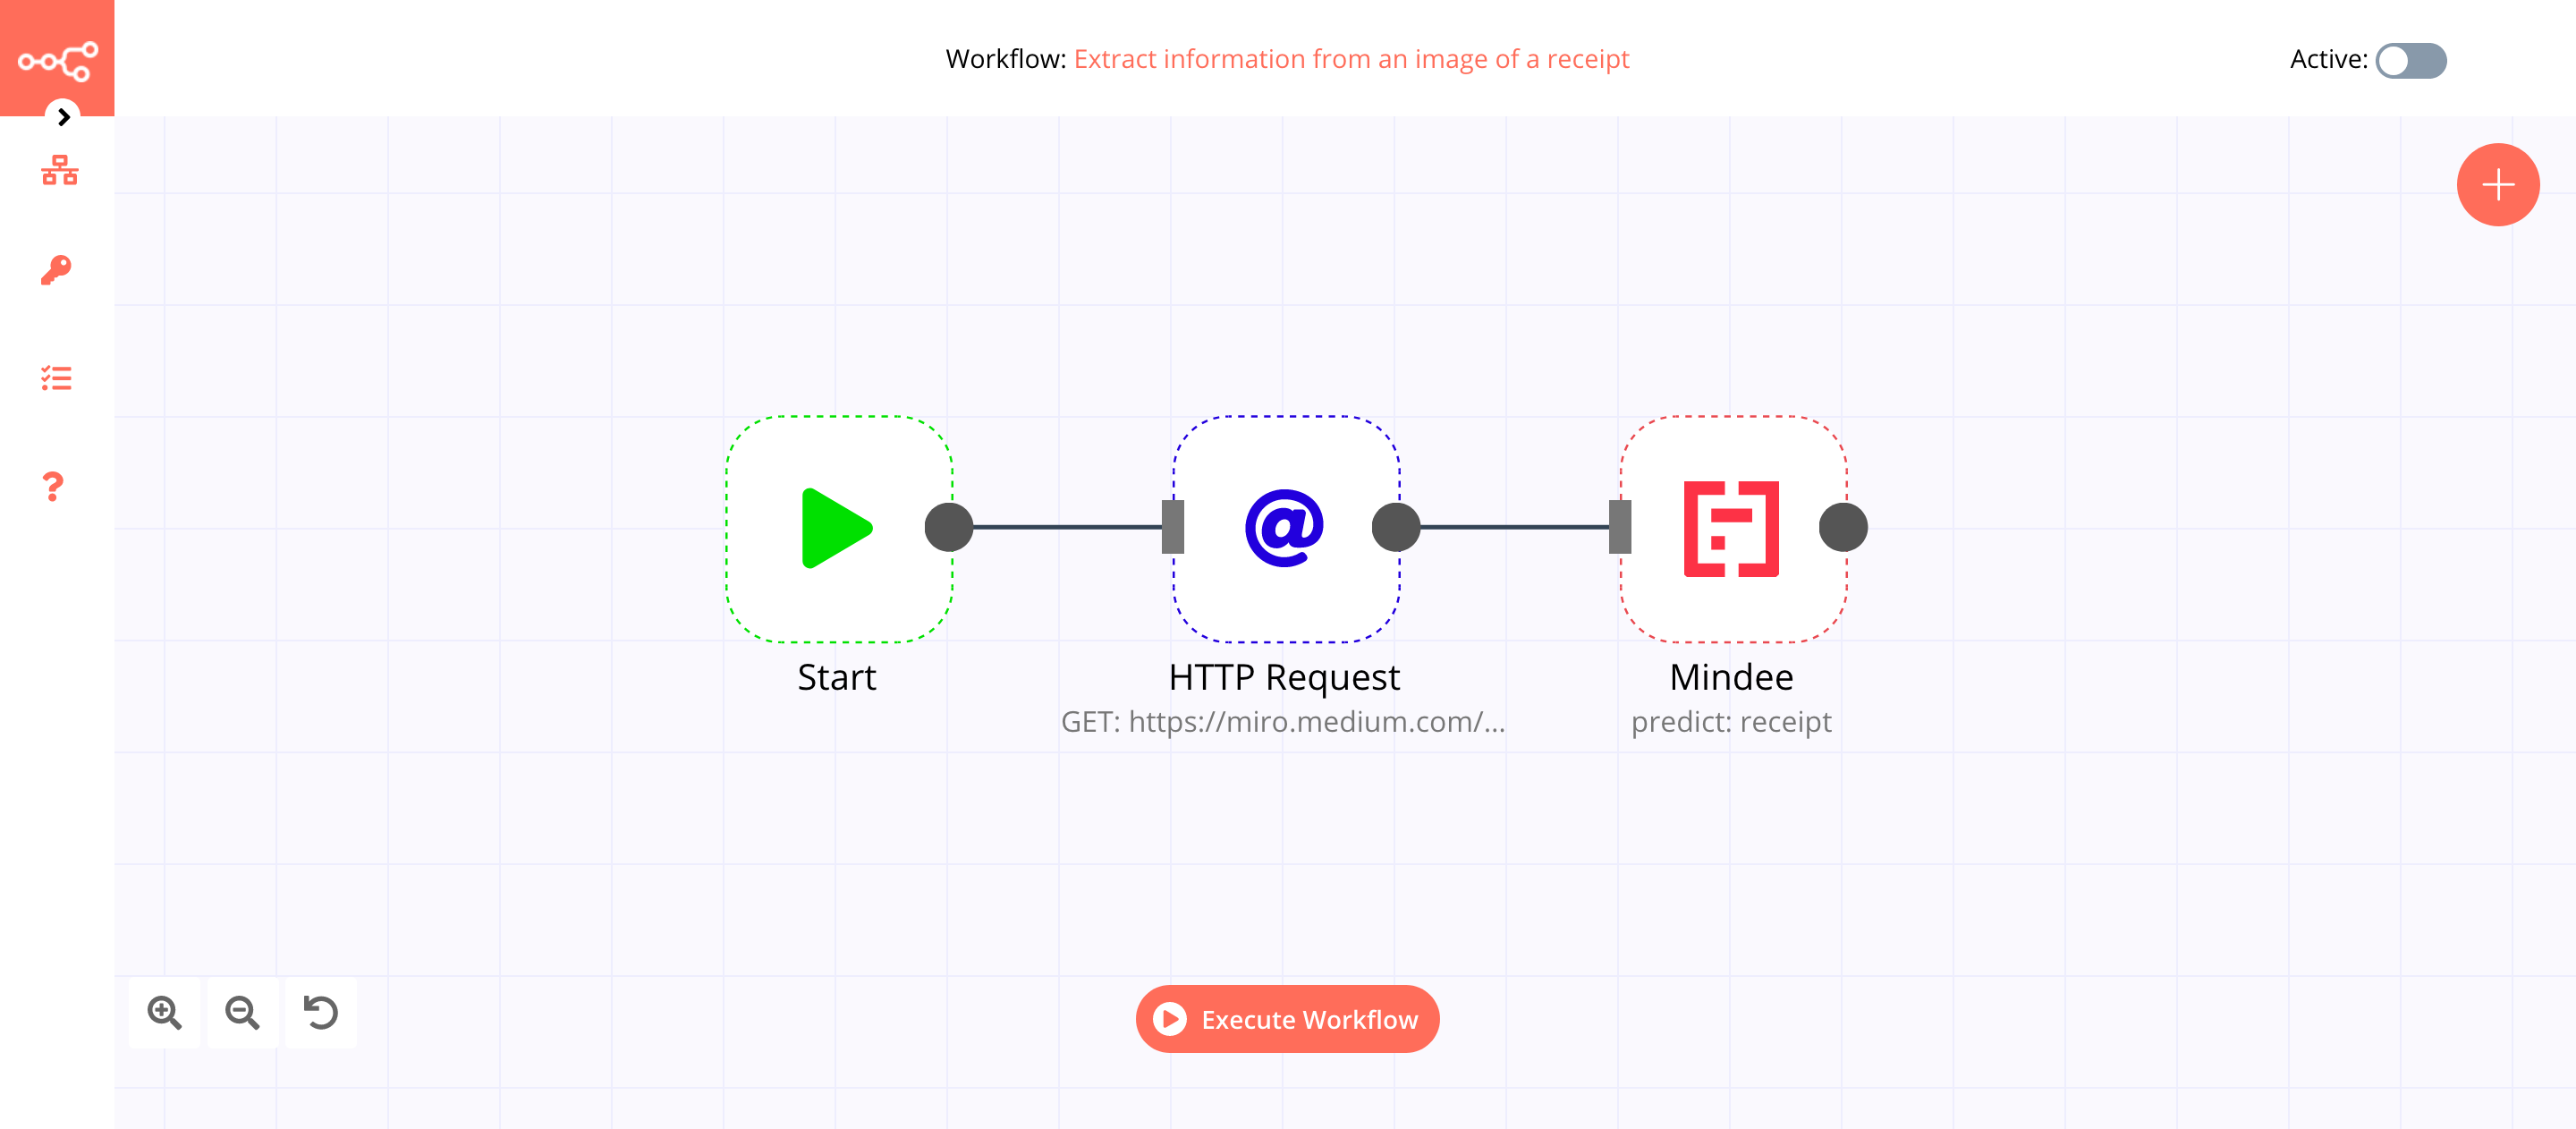 Workflow: Extract information from an image of a receipt
Active:
Start
HTTP Request
GET: https://miro.medium.com/...
Mindee
predict: receipt
Execute Workflow